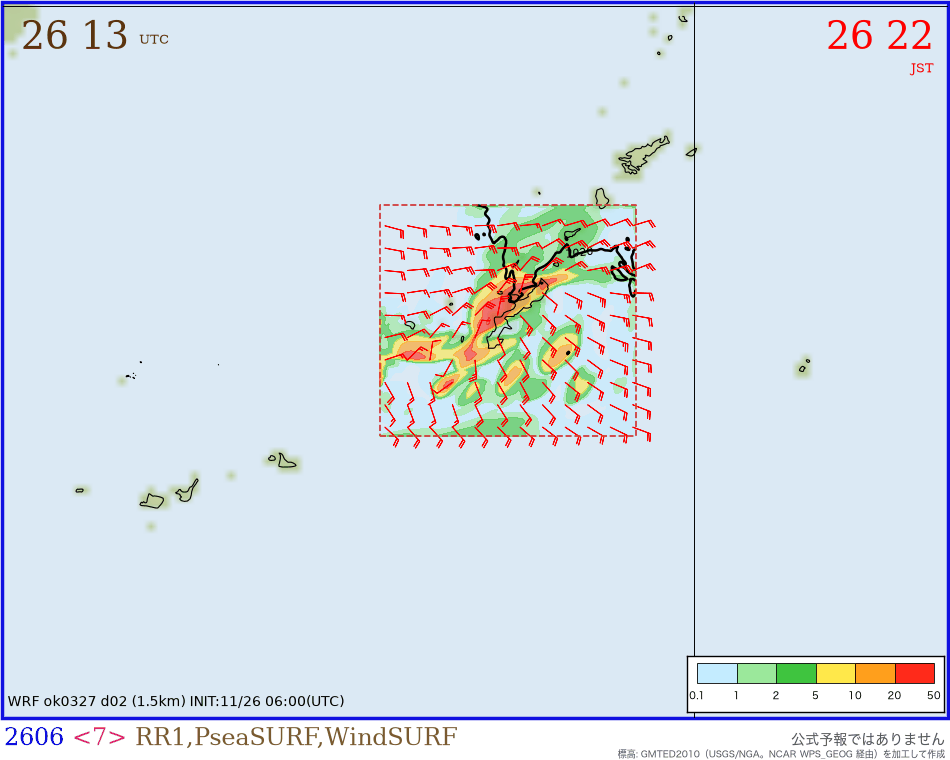 26 13 UTC
26 22
JST
0.1 1 2 5 10 20 50
WRF ok0327 d02 (1.5km) INIT:11/26 06:00(UTC)
2606 <7> RR1,PseaSURF,WindSURF
公式予報ではありません
標高: GMTED2010（USGS/NGA。NCAR WPS_GEOG 経由）を加工して作成